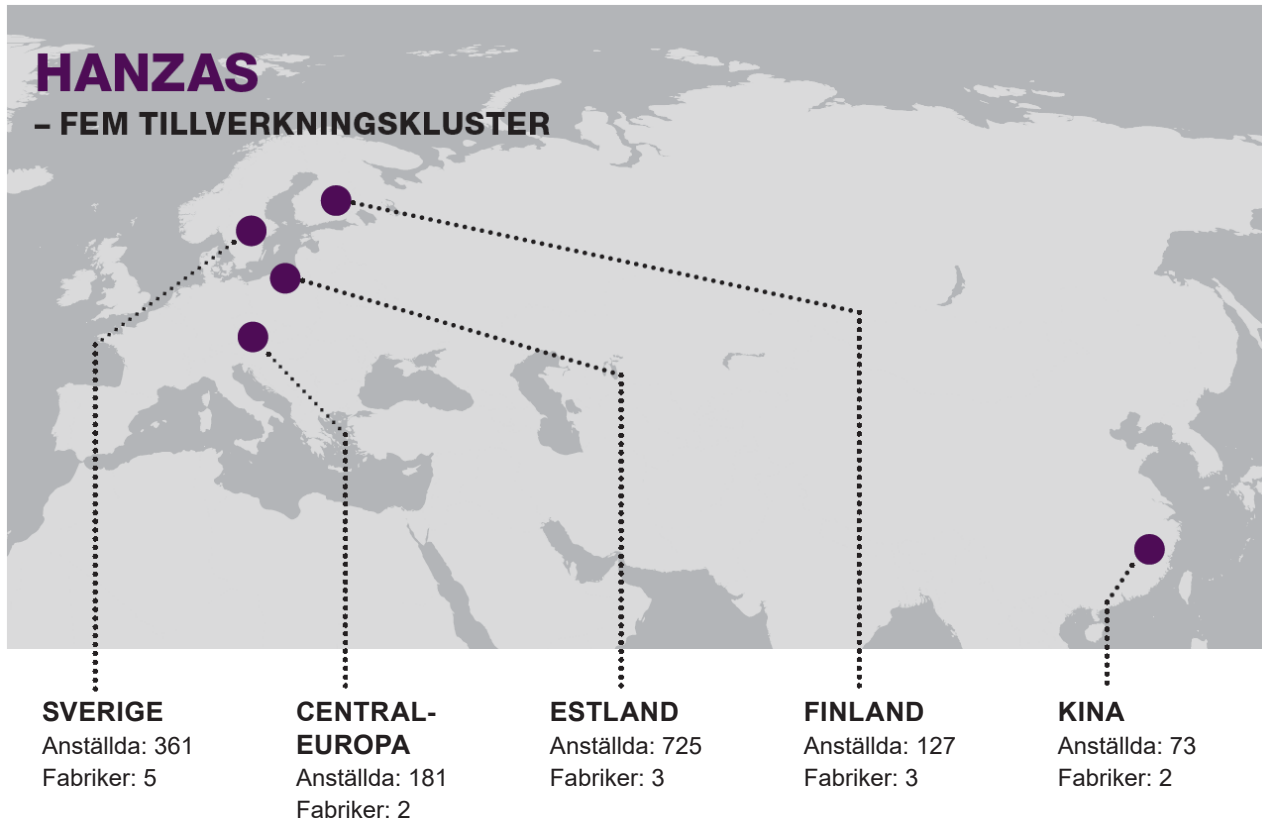 HANZAS
– FEM TILLVERKNINGSKLUSTER
SVERIGE
Anställda: 361
Fabriker: 5
CENTRAL-
EUROPA
Anställda: 181
Fabriker: 2
ESTLAND
Anställda: 725
Fabriker: 3
FINLAND
Anställda: 127
Fabriker: 3
KINA
Anställda: 73
Fabriker: 2